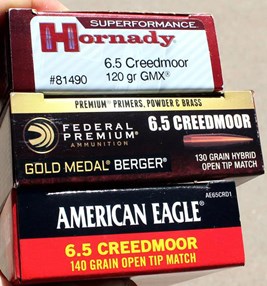 SUPERFORMANCE
Hornady®
6.5 Creedmoor
#81490 120 gr GMX®
PREMIUM® PRIMERS, POWDER & BRASS
FEDERAL PREMIUM® AMMUNITION
6.5 CREEDMOOR
GOLD MEDAL® BERGER™
130 GRAIN HYBRID
OPEN TIP MATCH
AE65CRD1
AMERICAN EAGLE®
6.5 CREEDMOOR
140 GRAIN OPEN TIP MATCH